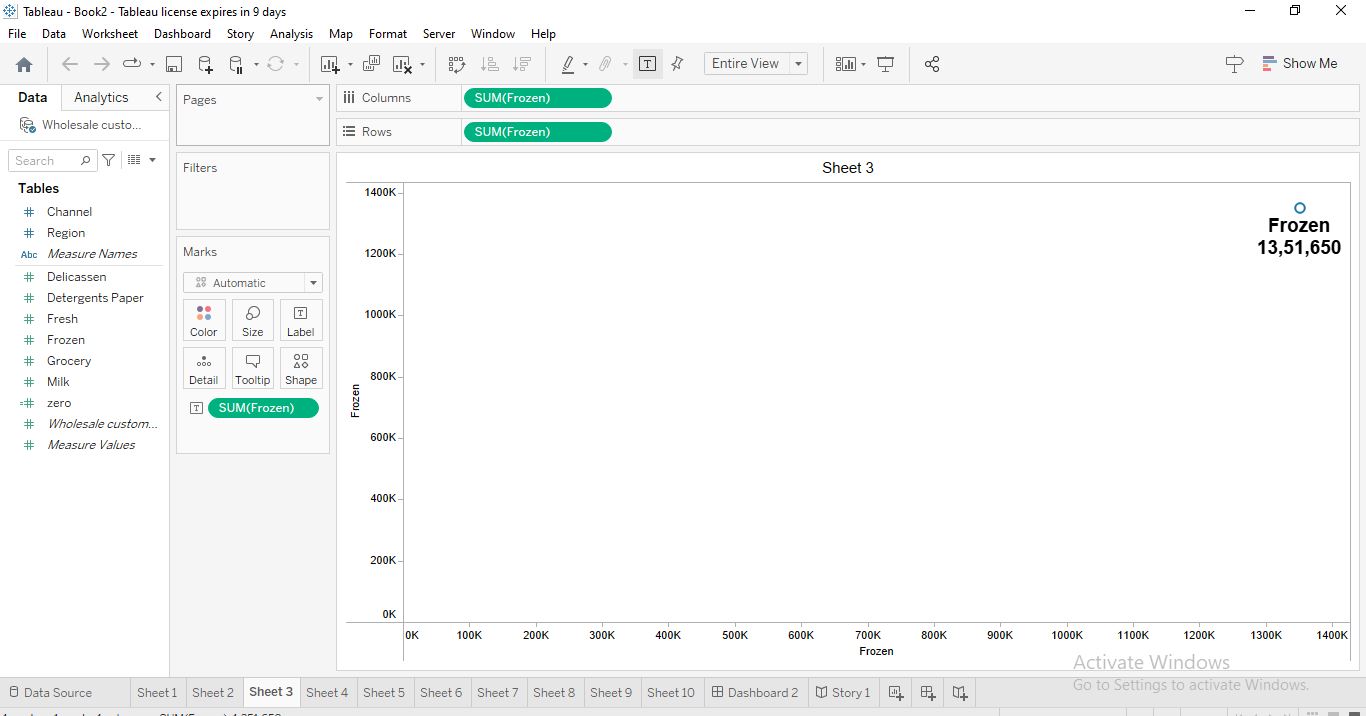 Tableau - Book2 - Tableau license expires in 9 days
File Data Worksheet Dashboard Story Analysis Map Format Server Window Help
Entire View
Show Me
Data Analytics
Wholesale custo...
Search
Tables
# Channel
# Region
Abc Measure Names
# Delicassen
# Detergents Paper
# Fresh
# Frozen
# Grocery
# Milk
=# zero
# Wholesale custom...
# Measure Values
Pages
Filters
Marks
Automatic
Color Size Label
Detail Tooltip Shape
T SUM(Frozen)
Columns SUM(Frozen)
Rows SUM(Frozen)
Sheet 3
1400K
1200K
1000K
800K
600K
400K
200K
0K
Frozen
Frozen
13,51,650
0K 100K 200K 300K 400K 500K 600K 700K 800K 900K 1000K 1100K 1200K 1300K 1400K
Frozen
Activate Windows
Go to Settings to activate Windows.
Data Source Sheet 1 Sheet 2 Sheet 3 Sheet 4 Sheet 5 Sheet 6 Sheet 7 Sheet 8 Sheet 9 Sheet 10 Dashboard 2 Story 1